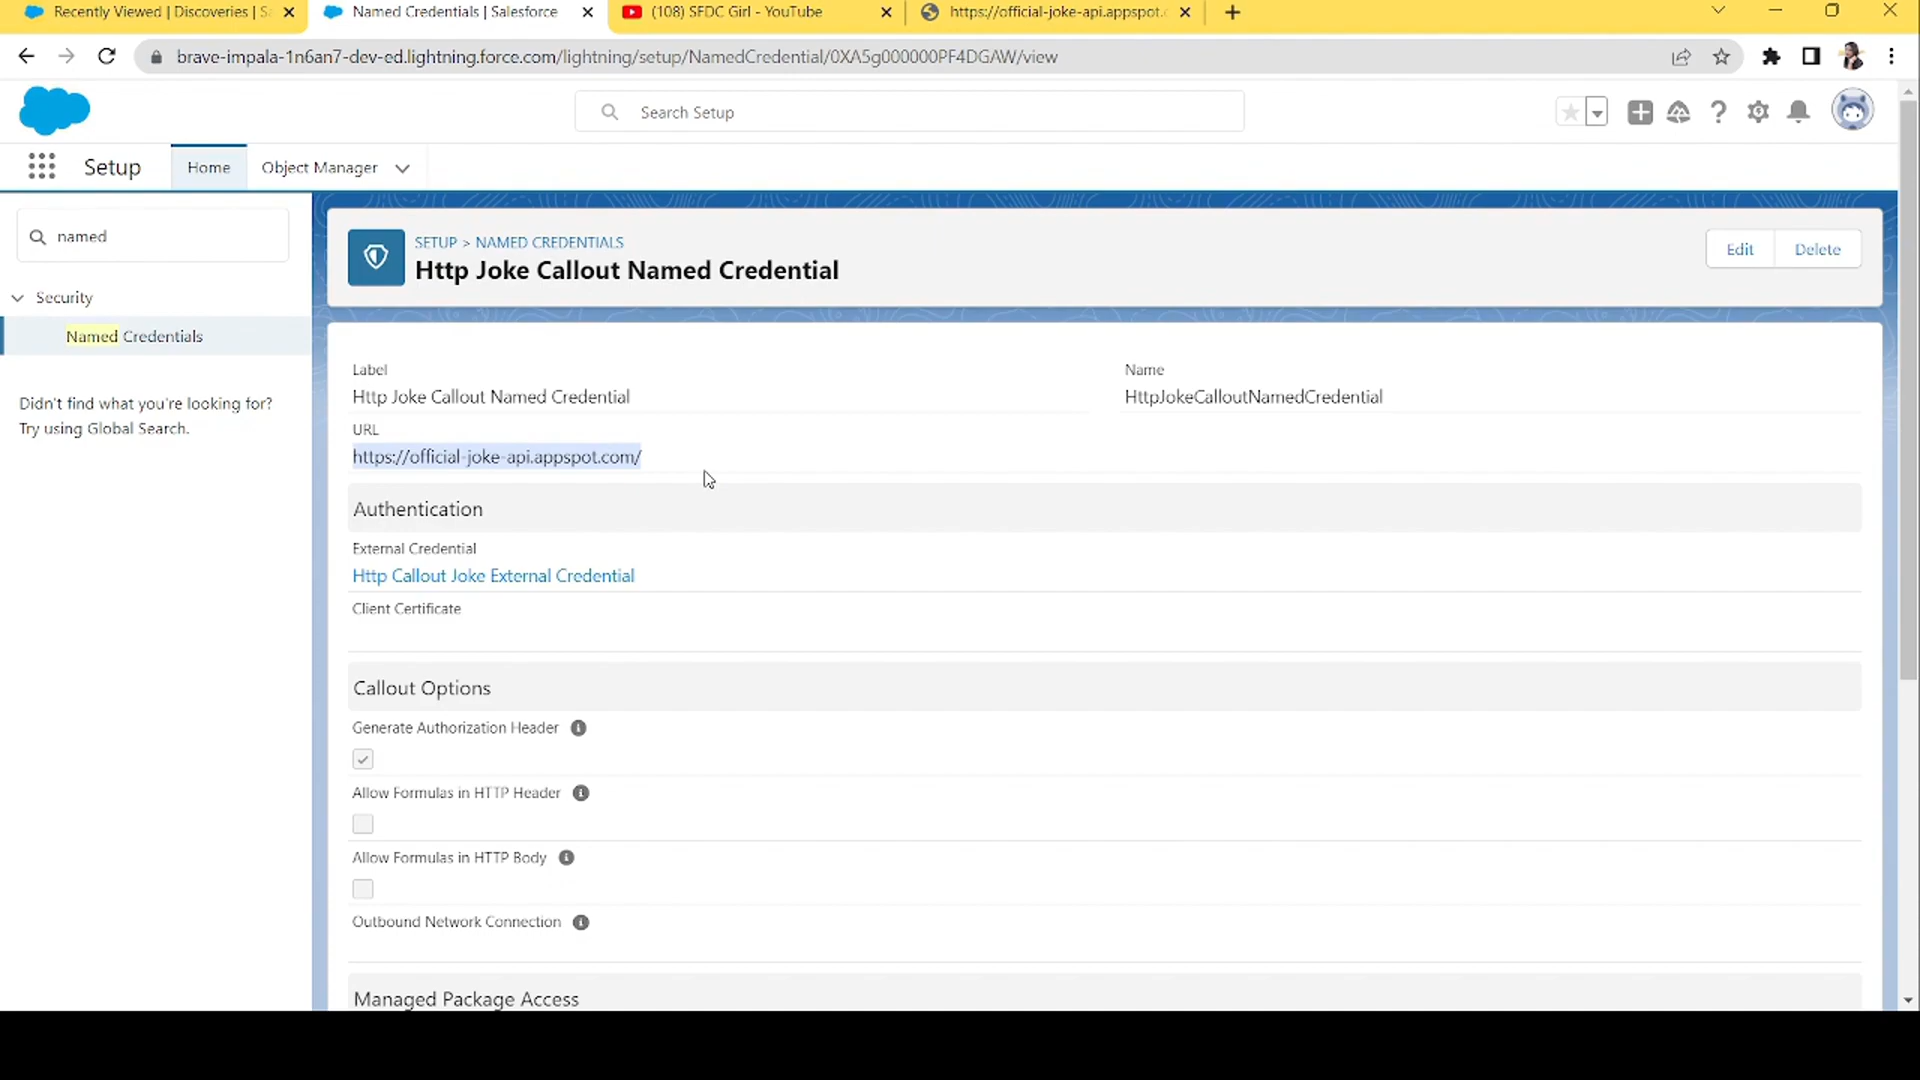 Recently Viewed | Discoveries | Sa
Named Credentials | Salesforce
(108) SFDC Girl - YouTube
https://official-joke-api.appspot.
brave-impala-1n6an7-dev-ed.lightning.force.com/lightning/setup/NamedCredential/0XA5g000000PF4DGAW/view
Search Setup
Setup
Home
Object Manager
named
Security
Named Credentials
Didn't find what you're looking for?
Try using Global Search.
SETUP > NAMED CREDENTIALS
Http Joke Callout Named Credential
Edit
Delete
Label
Http Joke Callout Named Credential
Name
HttpJokeCalloutNamedCredential
URL
https://official-joke-api.appspot.com/
Authentication
External Credential
Http Callout Joke External Credential
Client Certificate
Callout Options
Generate Authorization Header
Allow Formulas in HTTP Header
Allow Formulas in HTTP Body
Outbound Network Connection
Managed Package Access